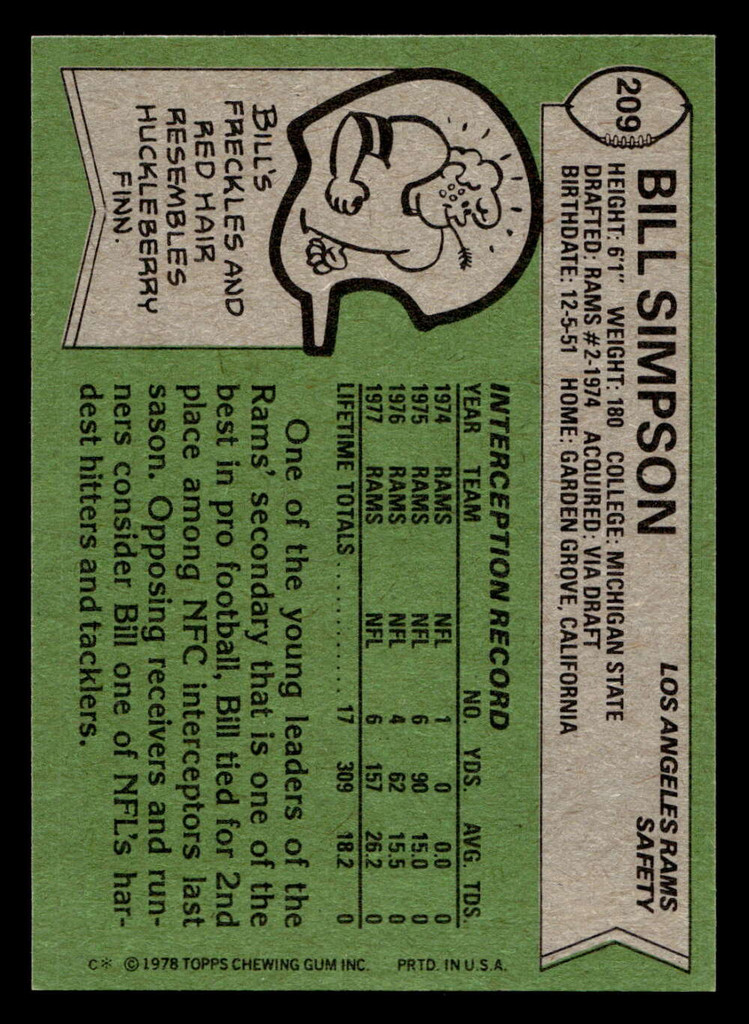 209
BILL SIMPSON
LOS ANGELES RAMS
SAFETY
HEIGHT: 6'1" WEIGHT: 180 COLLEGE: MICHIGAN STATE
DRAFTED: RAMS #2-1974 ACQUIRED: VIA DRAFT
BIRTHDATE: 12-5-51 HOME: GARDEN GROVE, CALIFORNIA
BILL'S
FRECKLES AND
RED HAIR
RESEMBLES
HUCKLEBERRY
FINN.
INTERCEPTION RECORD
YEAR TEAM NO. YDS. AVG. TDS.
1974 RAMS NFL 1 0 0.0 0
1975 RAMS NFL 6 90 15.0 0
1976 RAMS NFL 4 62 15.5 0
1977 RAMS NFL 6 157 26.2 0
LIFETIME TOTALS............... 17 309 18.2 0
One of the young leaders of the
Rams' secondary that is one of the
best in pro football, Bill tied for 2nd
place among NFC interceptors last
sason. Opposing receivers and run-
ners consider Bill one of NFL's har-
dest hitters and tacklers.
C* ©1978 TOPPS CHEWING GUM INC. PRTD. IN U.S.A.